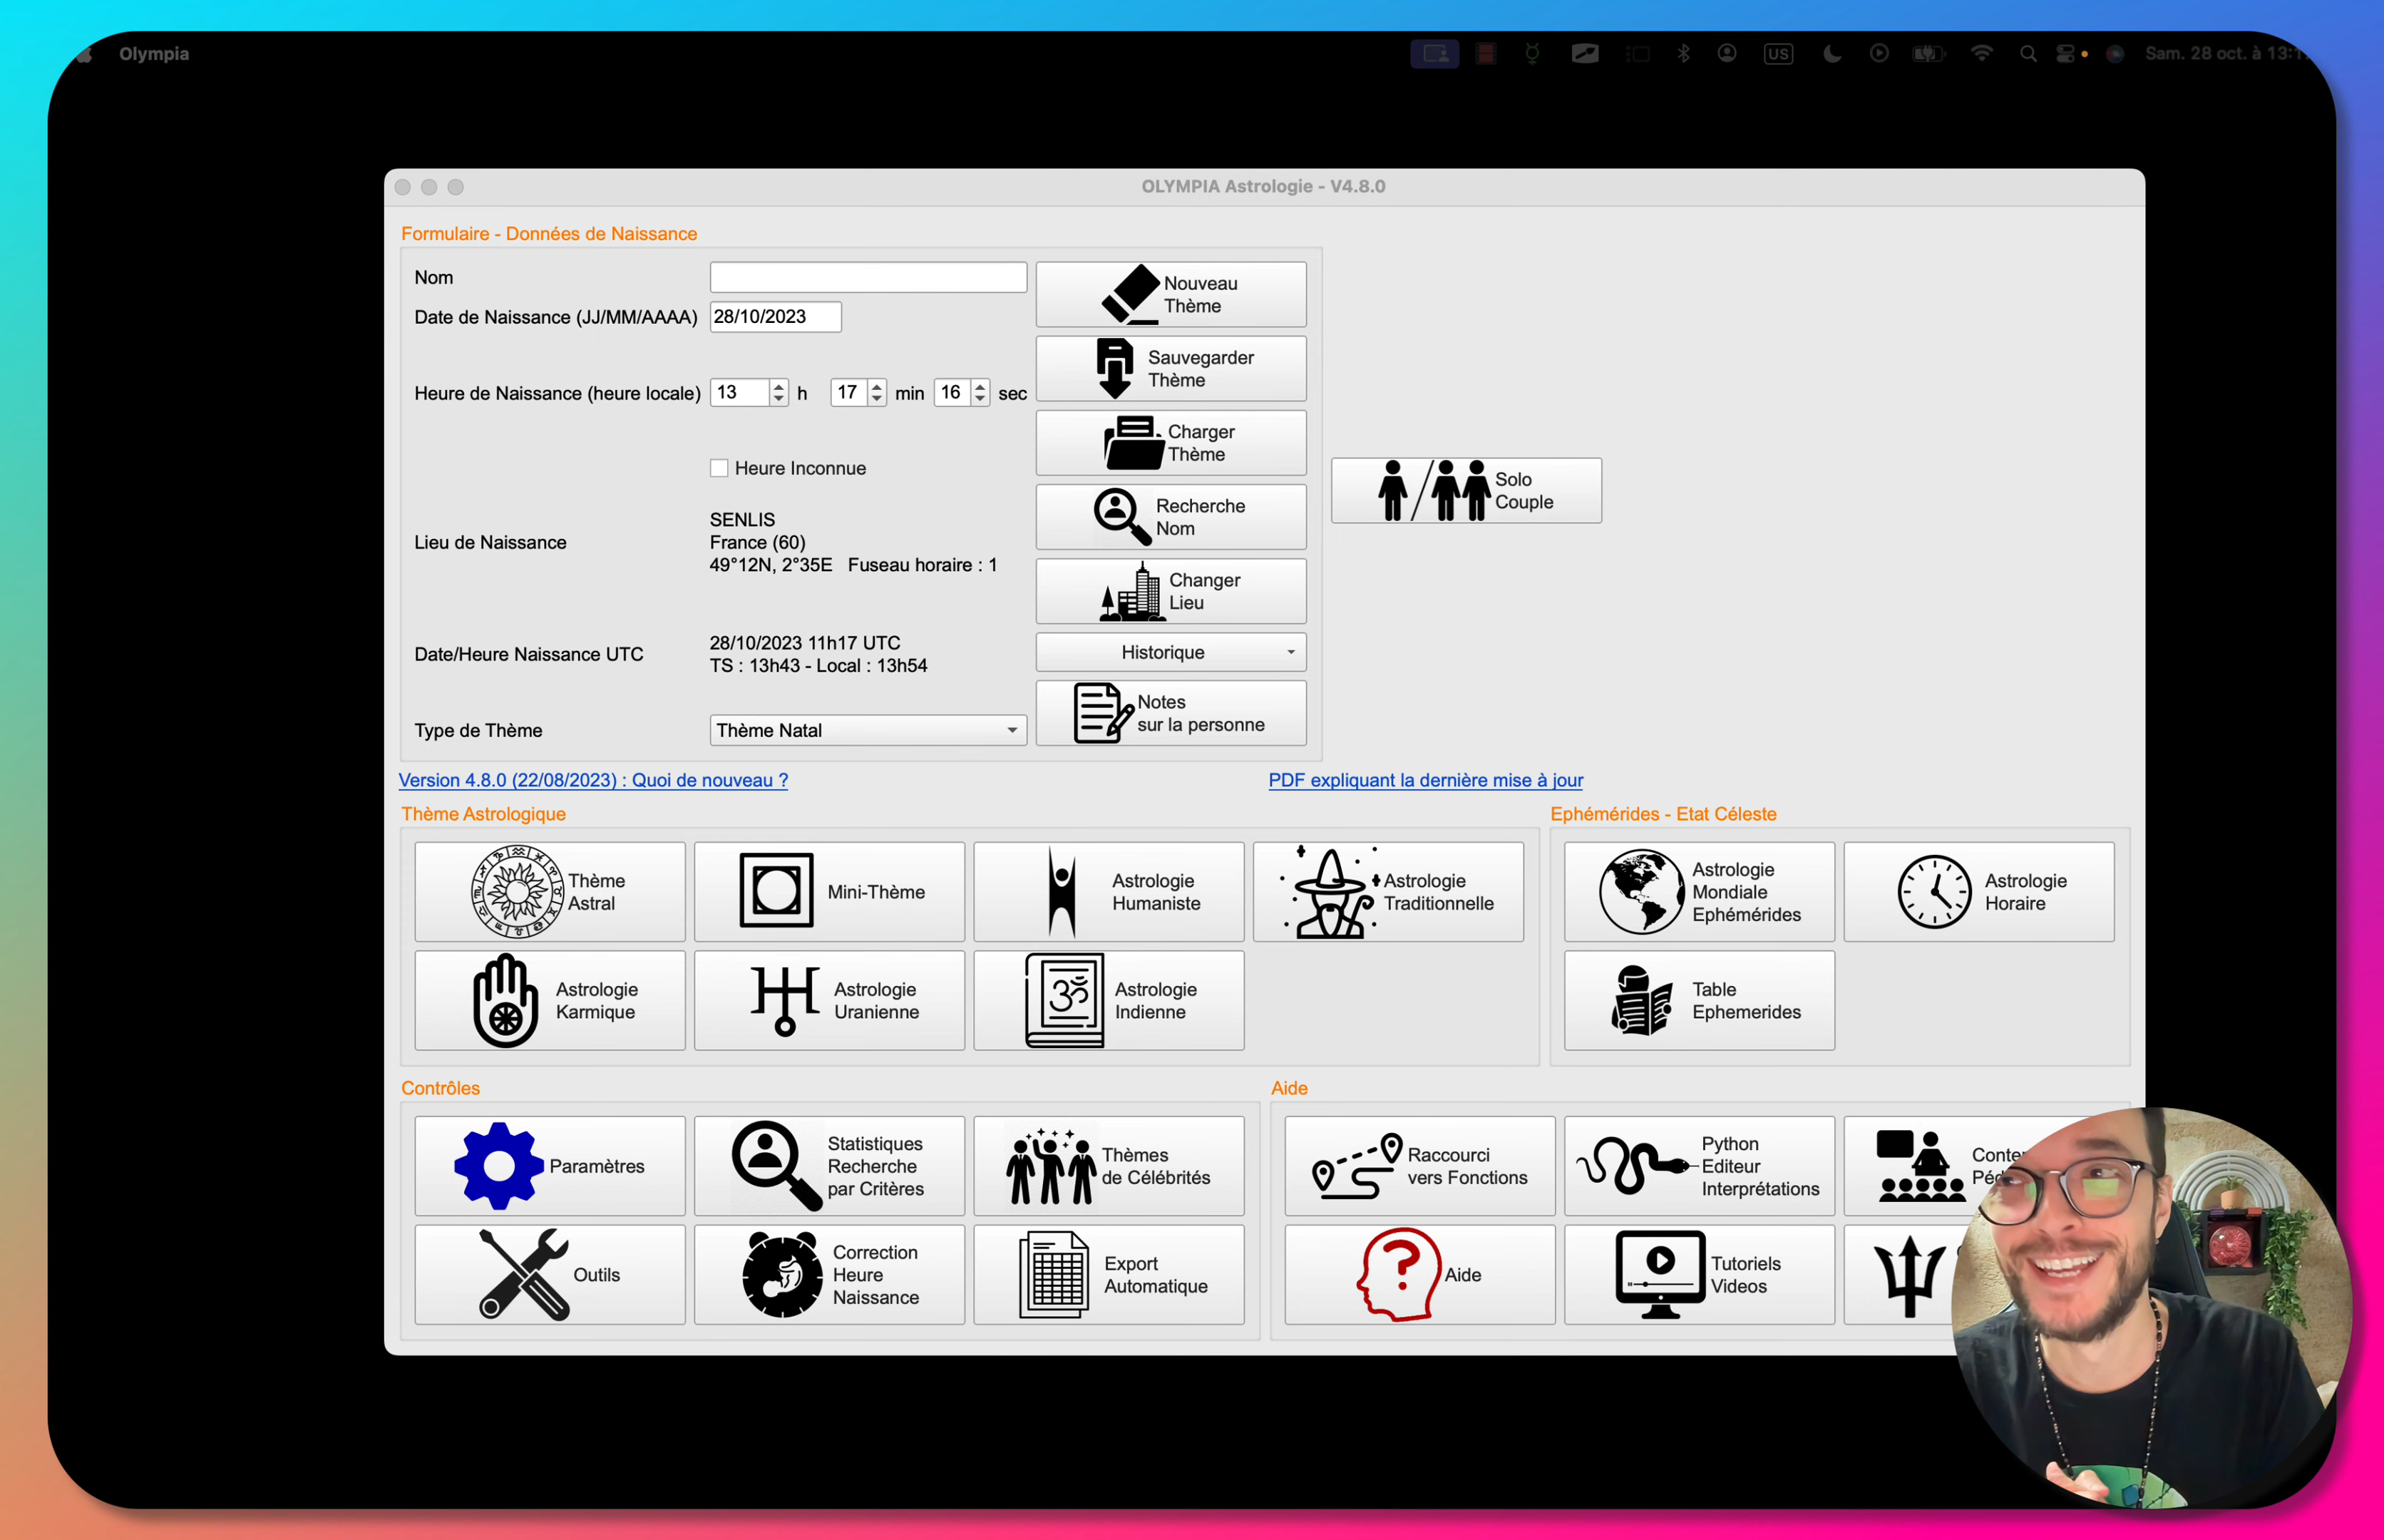 Olympia
US
Sam. 28 oct. à 13:1
OLYMPIA Astrologie - V4.8.0
Formulaire - Données de Naissance
Nom
Date de Naissance (JJ/MM/AAAA)
28/10/2023
Heure de Naissance (heure locale)
13 h 17 min 16 sec
Heure Inconnue
Lieu de Naissance
SENLIS
France (60)
49°12N, 2°35E Fuseau horaire : 1
Date/Heure Naissance UTC
28/10/2023 11h17 UTC
TS : 13h43 - Local : 13h54
Type de Thème
Thème Natal
Nouveau
Thème
Sauvegarder
Thème
Charger
Thème
Recherche
Nom
Changer
Lieu
Historique
Notes
sur la personne
Solo
Couple
Version 4.8.0 (22/08/2023) : Quoi de nouveau ?
PDF expliquant la dernière mise à jour
Thème Astrologique
Thème
Astral
Mini-Thème
Astrologie
Humaniste
Astrologie
Traditionnelle
Astrologie
Karmique
Astrologie
Uranienne
ॐ
Astrologie
Indienne
Ephémérides - Etat Céleste
Astrologie
Mondiale
Ephémérides
Astrologie
Horaire
Table
Ephemerides
Contrôles
Paramètres
Statistiques
Recherche
par Critères
Thèmes
de Célébrités
Outils
Correction
Heure
Naissance
Export
Automatique
Aide
Raccourci
vers Fonctions
Python
Editeur
Interprétations
Conte
Péd
?
Aide
Tutoriels
Videos